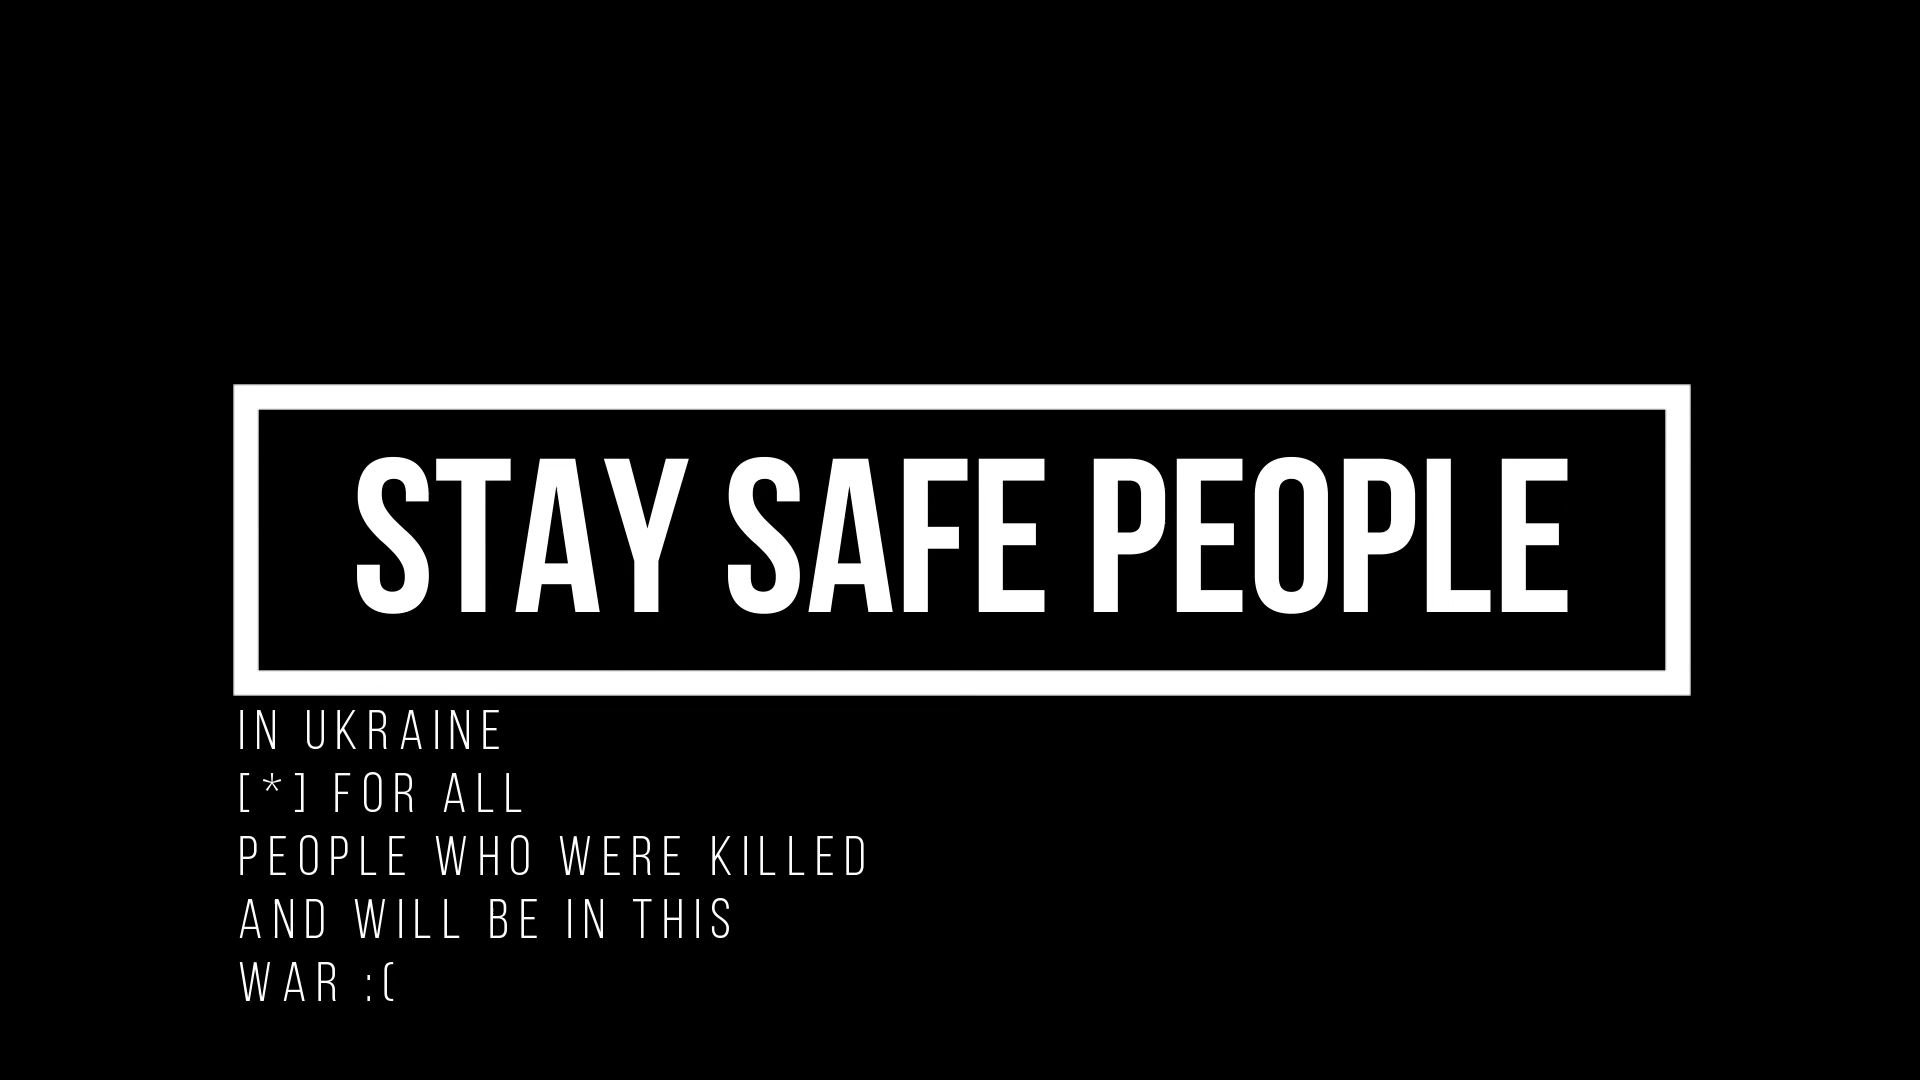 STAY SAFE PEOPLE
IN UKRAINE
[*] FOR ALL
PEOPLE WHO WERE KILLED
AND WILL BE IN THIS
WAR :(